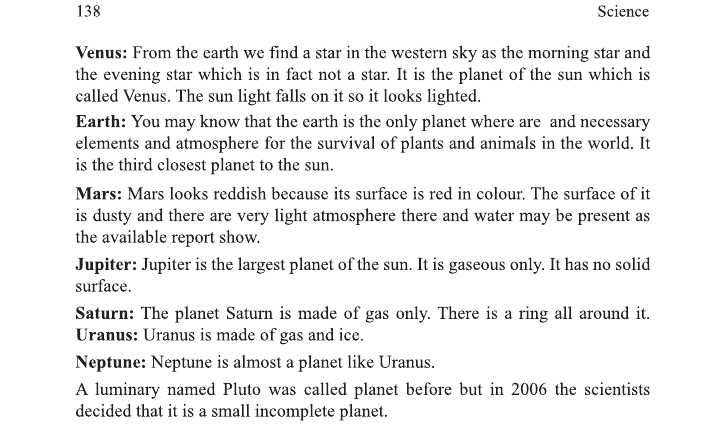 138 Science
Venus: From the earth we find a star in the western sky as the morning star and
the evening star which is in fact not a star. It is the planet of the sun which is
called Venus. The sun light falls on it so it looks lighted.
Earth: You may know that the earth is the only planet where are and necessary
elements and atmosphere for the survival of plants and animals in the world. It
is the third closest planet to the sun.
Mars: Mars looks reddish because its surface is red in colour. The surface of it
is dusty and there are very light atmosphere there and water may be present as
the available report show.
Jupiter: Jupiter is the largest planet of the sun. It is gaseous only. It has no solid
surface.
Saturn: The planet Saturn is made of gas only. There is a ring all around it.
Uranus: Uranus is made of gas and ice.
Neptune: Neptune is almost a planet like Uranus.
A luminary named Pluto was called planet before but in 2006 the scientists
decided that it is a small incomplete planet.